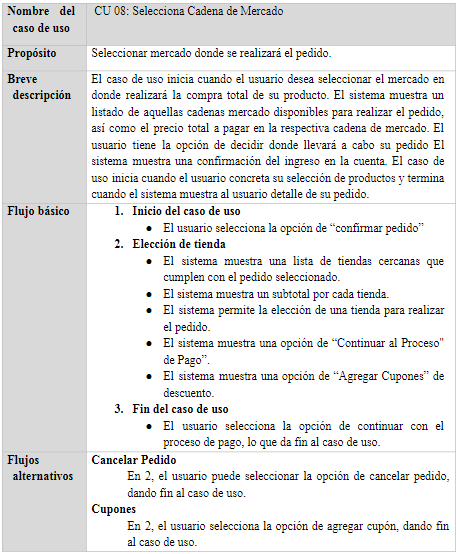 Nombre del caso de uso
CU 08: Selecciona Cadena de Mercado
Propósito
Seleccionar mercado donde se realizará el pedido.
Breve descripción
El caso de uso inicia cuando el usuario desea seleccionar el mercado en
donde realizará la compra total de su producto. El sistema muestra un
listado de aquellas cadenas mercado disponibles para realizar el pedido,
así como el precio total a pagar en la respectiva cadena de mercado. El
usuario tiene la opción de decidir donde llevará a cabo su pedido El
sistema muestra una confirmación del ingreso en la cuenta. El caso de
uso inicia cuando el usuario concreta su selección de productos y termina
cuando el sistema muestra al usuario detalle de su pedido.
Flujo básico
1. Inicio del caso de uso
● El usuario selecciona la opción de “confirmar pedido”
2. Elección de tienda
● El sistema muestra una lista de tiendas cercanas que
cumplen con el pedido seleccionado.
● El sistema muestra un subtotal por cada tienda.
● El sistema permite la elección de una tienda para realizar
el pedido.
● El sistema muestra una opción de “Continuar al Proceso"
de Pago”.
● El sistema muestra una opción de “Agregar Cupones” de
descuento.
3. Fin del caso de uso
● El usuario selecciona la opción de continuar con el
proceso de pago, lo que da fin al caso de uso.
Flujos alternativos
Cancelar Pedido
En 2, el usuario puede seleccionar la opción de cancelar pedido,
dando fin al caso de uso.
Cupones
En 2, el usuario selecciona la opción de agregar cupón, dando fin
al caso de uso.